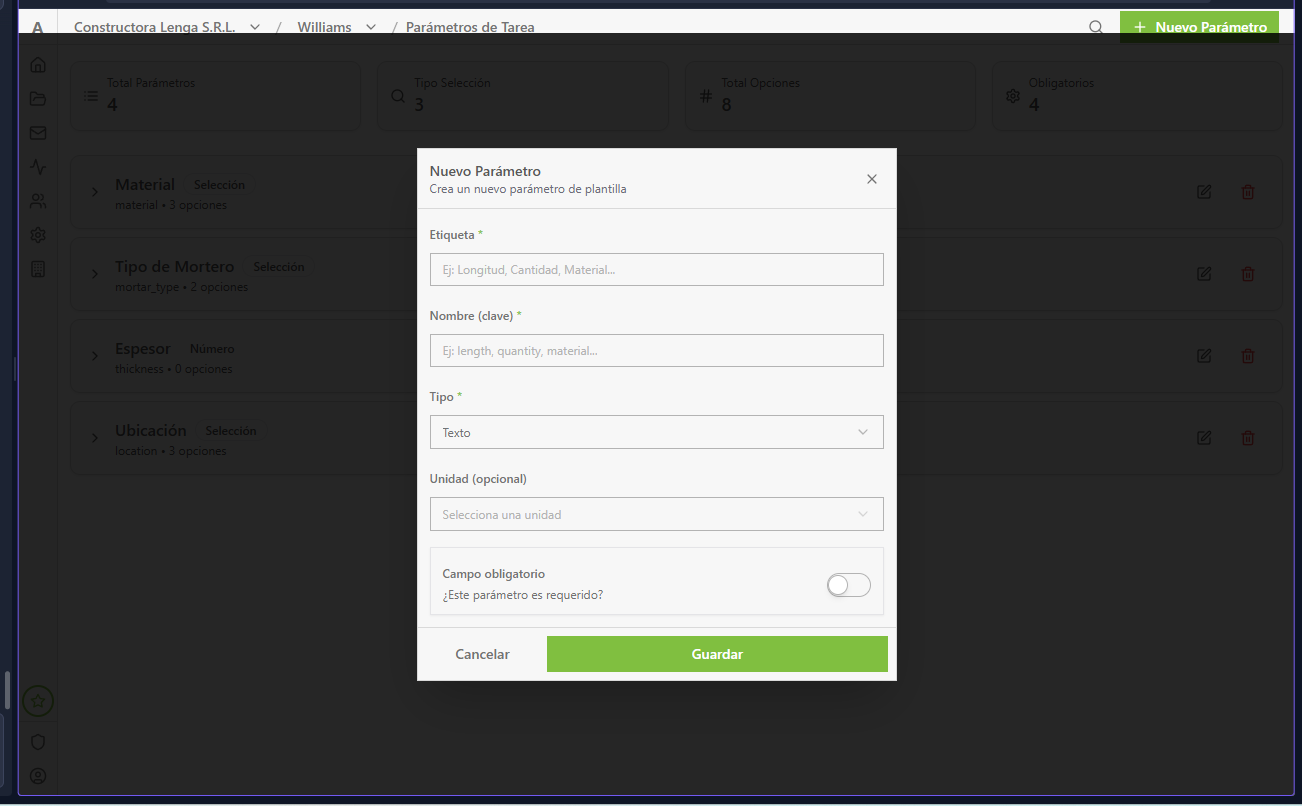 A Constructora Lenga S.R.L. / Williams / Parámetros de Tarea + Nuevo Parámetro
Total Parámetros
4
Tipo Selección
3
Total Opciones
8
Obligatorios
4
Material Selección
material • 3 opciones
Tipo de Mortero Selección
mortar_type • 2 opciones
Espesor Número
thickness • 0 opciones
Ubicación Selección
location • 3 opciones
Nuevo Parámetro
Crea un nuevo parámetro de plantilla
Etiqueta *
Ej: Longitud, Cantidad, Material...
Nombre (clave) *
Ej: length, quantity, material...
Tipo *
Texto
Unidad (opcional)
Selecciona una unidad
Campo obligatorio
¿Este parámetro es requerido?
Cancelar Guardar